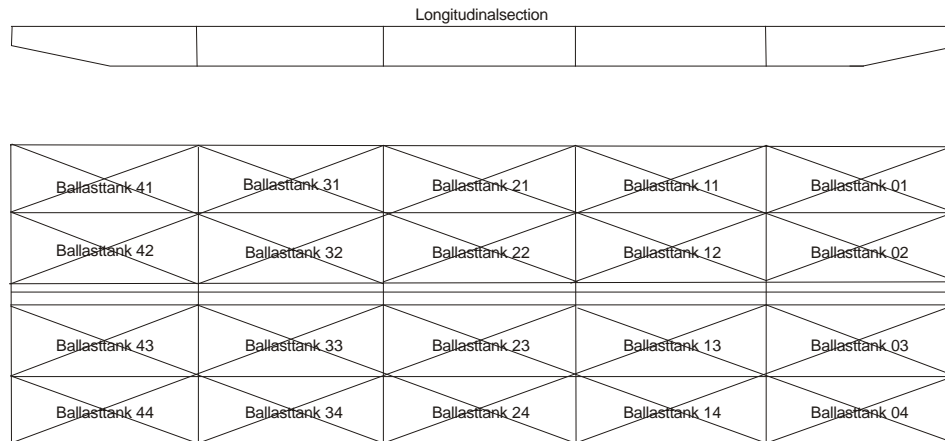 Longitudinalsection
Ballasttank 41 Ballasttank 31 Ballasttank 21 Ballasttank 11 Ballasttank 01
Ballasttank 42 Ballasttank 32 Ballasttank 22 Ballasttank 12 Ballasttank 02
Ballasttank 43 Ballasttank 33 Ballasttank 23 Ballasttank 13 Ballasttank 03
Ballasttank 44 Ballasttank 34 Ballasttank 24 Ballasttank 14 Ballasttank 04